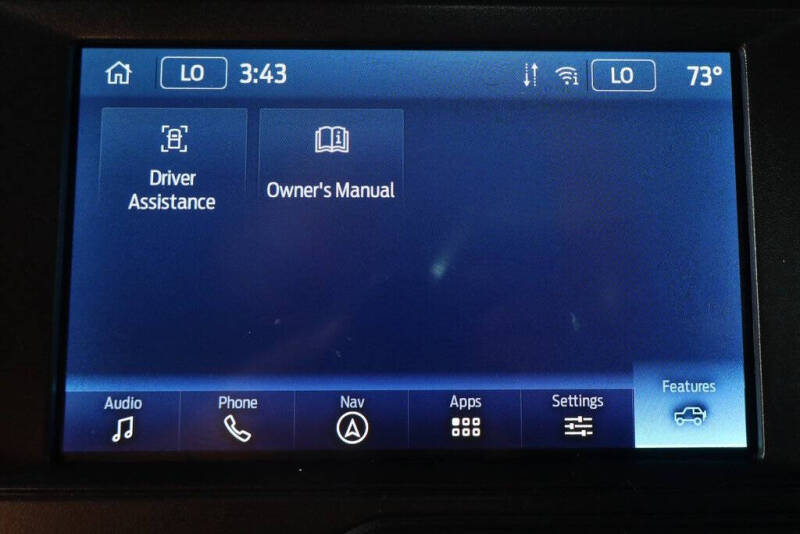 LO 3:43 LO 73°
Driver
Assistance
Owner's Manual
Audio Phone Nav Apps Settings Features